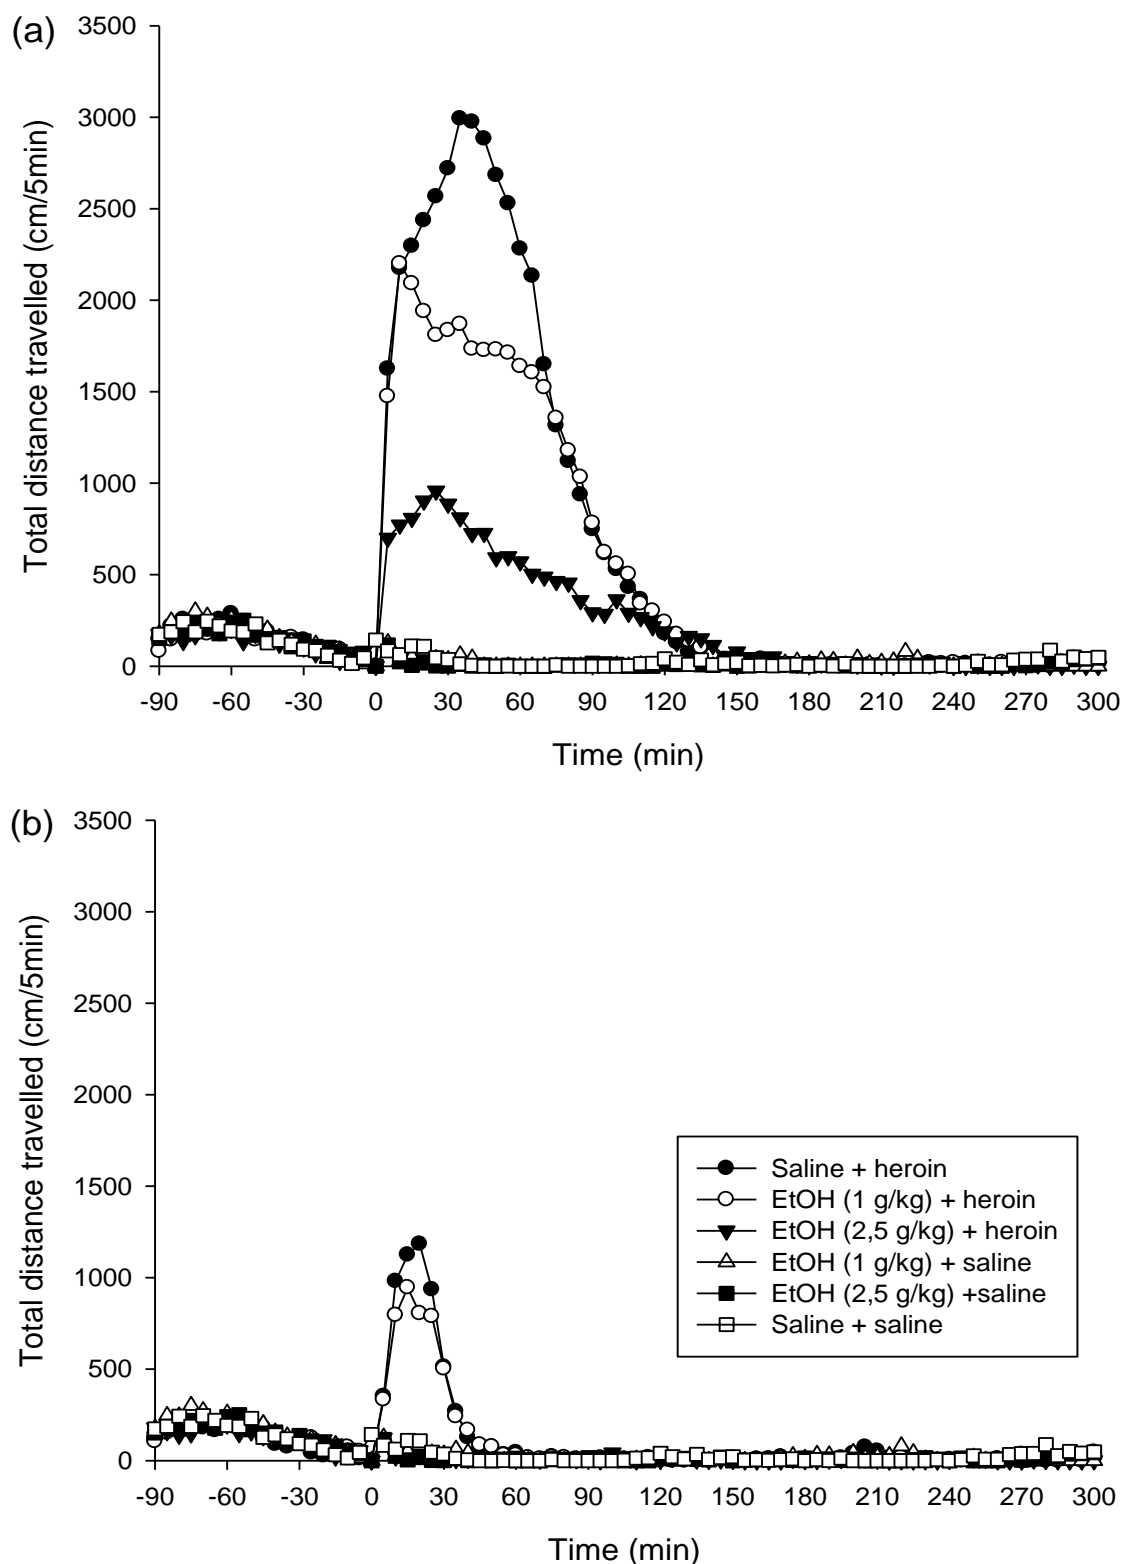 (a)
Total distance travelled (cm/5min)
3500
3000
2500
2000
1500
1000
500
0
-90 -60 -30 0 30 60 90 120 150 180 210 240 270 300
Time (min)
(b)
Total distance travelled (cm/5min)
3500
3000
2500
2000
1500
1000
500
0
Saline + heroin
EtOH (1 g/kg) + heroin
EtOH (2,5 g/kg) + heroin
EtOH (1 g/kg) + saline
EtOH (2,5 g/kg) +saline
Saline + saline
-90 -60 -30 0 30 60 90 120 150 180 210 240 270 300
Time (min)